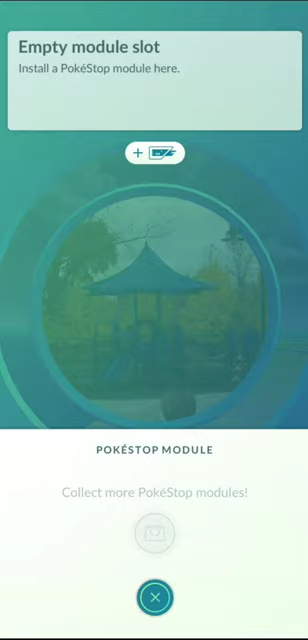 Empty module slot
Install a PokéStop module here.
POKÉSTOP MODULE
Collect more PokéStop modules!